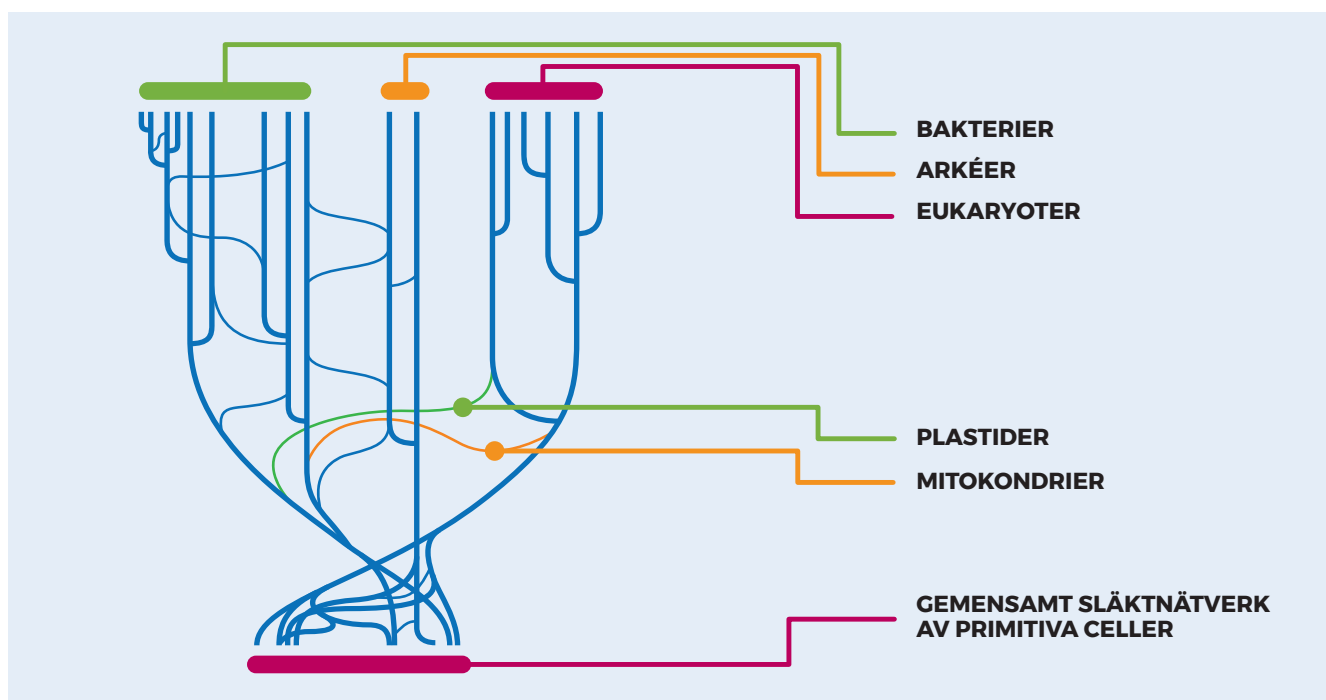 BAKTERIER
ARKÉER
EUKARYOTER
PLASTIDER
MITOKONDRIER
GEMENSAMT SLÄKTNÄTVERK
AV PRIMITIVA CELLER